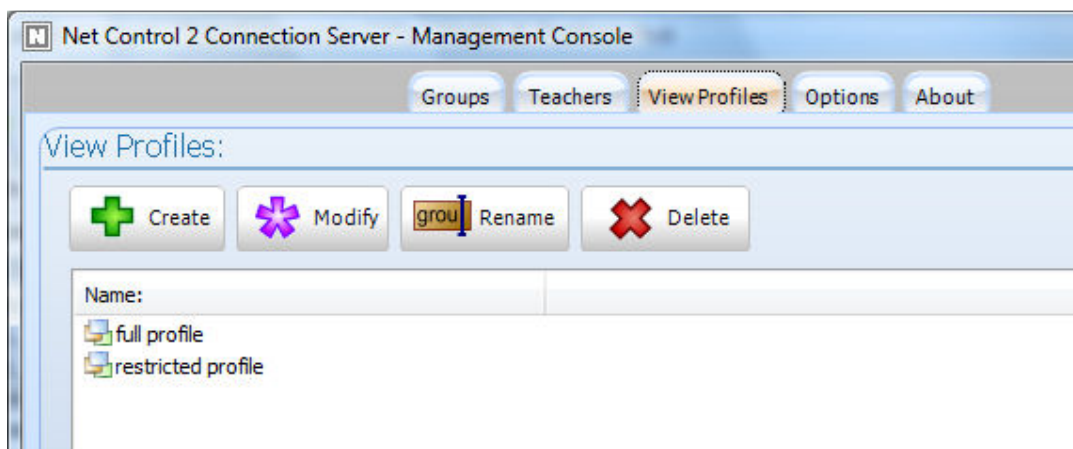 N Net Control 2 Connection Server - Management Console
Groups Teachers View Profiles Options About
View Profiles:
Create Modify grou Rename Delete
Name:
full profile
restricted profile